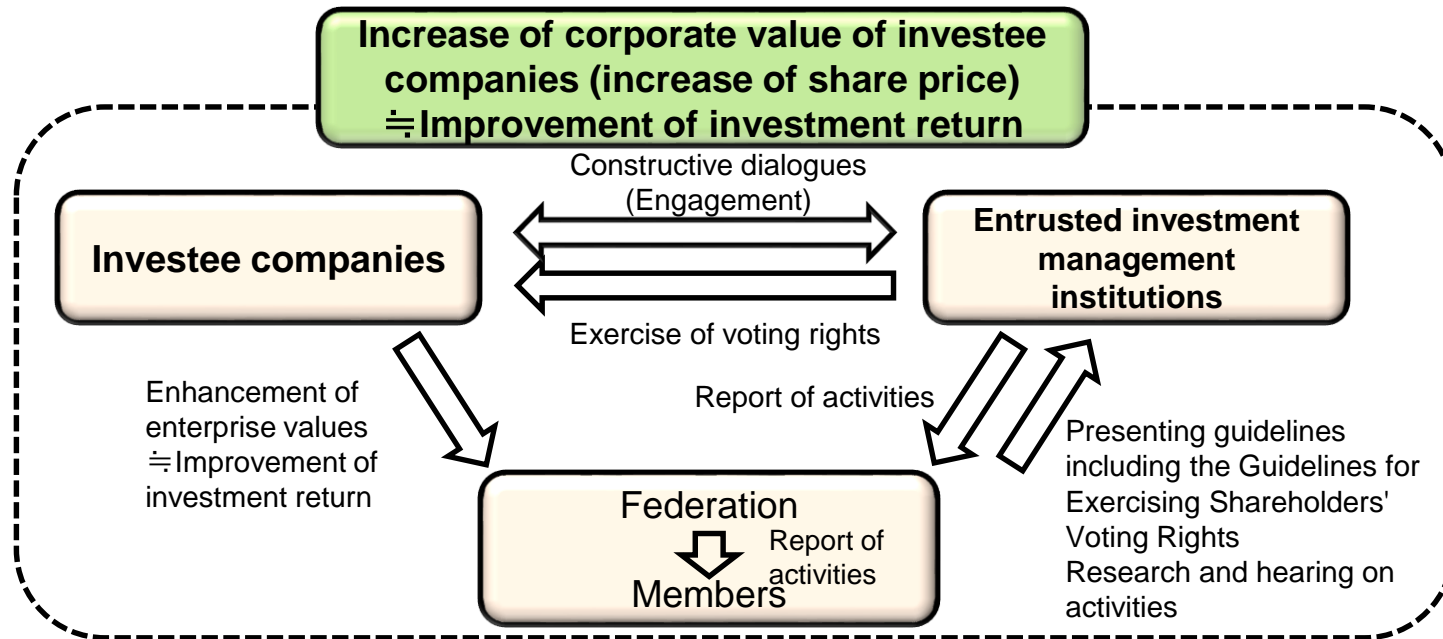 Increase of corporate value of investee
companies (increase of share price)
≒Improvement of investment return
Constructive dialogues
(Engagement)
Investee companies
Entrusted investment
management
institutions
Exercise of voting rights
Enhancement of
enterprise values
≒Improvement of
investment return
Report of activities
Presenting guidelines
including the Guidelines for
Exercising Shareholders'
Voting Rights
Research and hearing on
activities
Federation
Report of
activities
Members